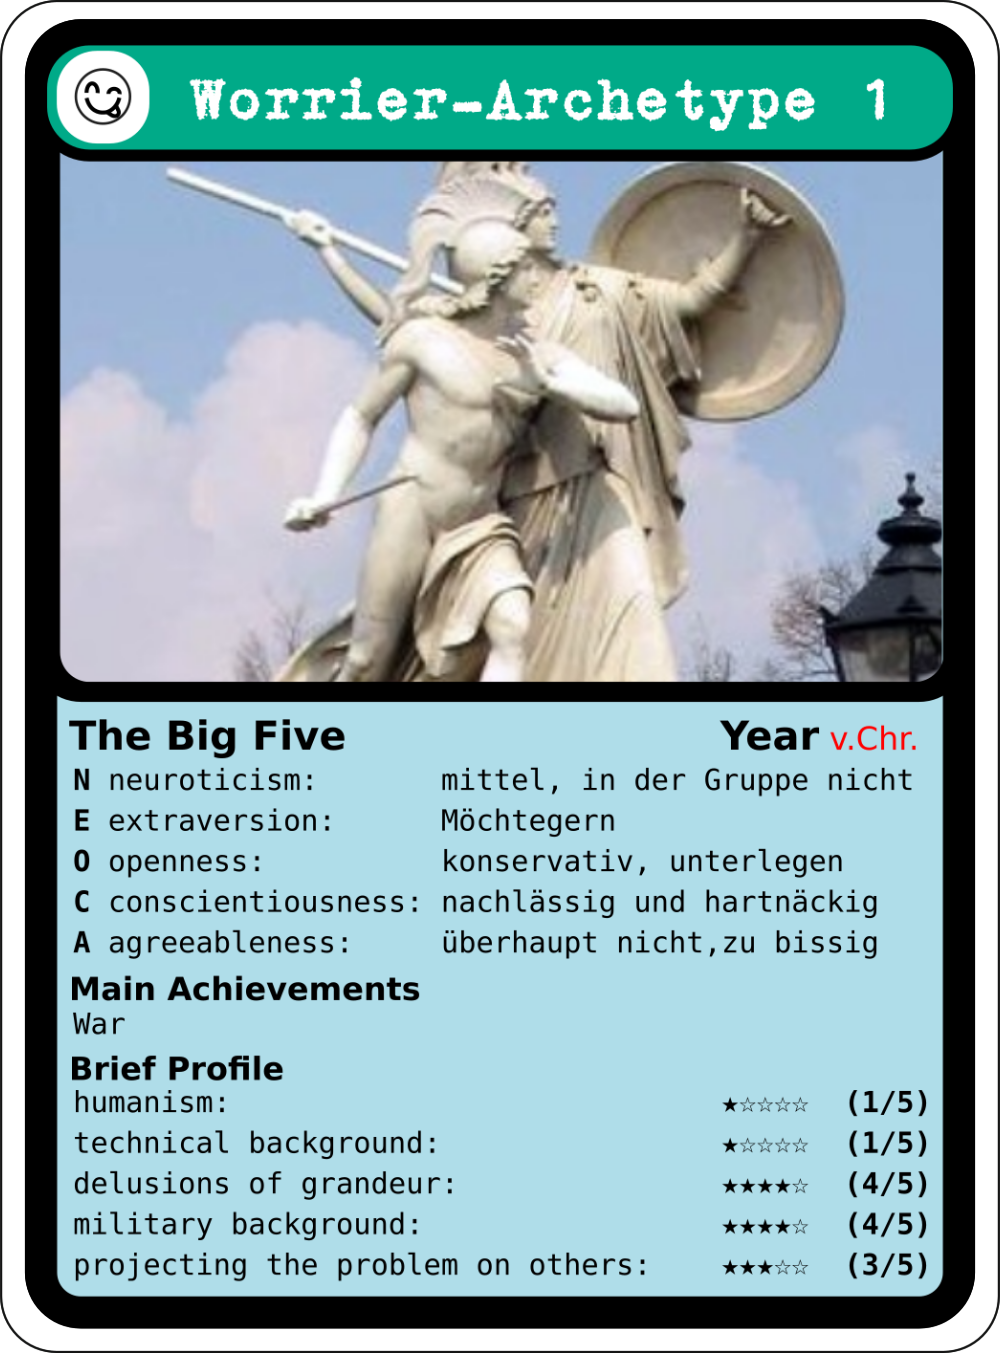 Worrier-Archetype 1
The Big Five Year v.Chr.
N neuroticism: mittel, in der Gruppe nicht
E extraversion: Möchtegern
O openness: konservativ, unterlegen
C conscientiousness: nachlässig und hartnäckig
A agreeableness: überhaupt nicht,zu bissig
Main Achievements
War
Brief Profile
humanism: ★☆☆☆☆ (1/5)
technical background: ★☆☆☆☆ (1/5)
delusions of grandeur: ★★★★☆ (4/5)
military background: ★★★★☆ (4/5)
projecting the problem on others: ★★★☆☆ (3/5)